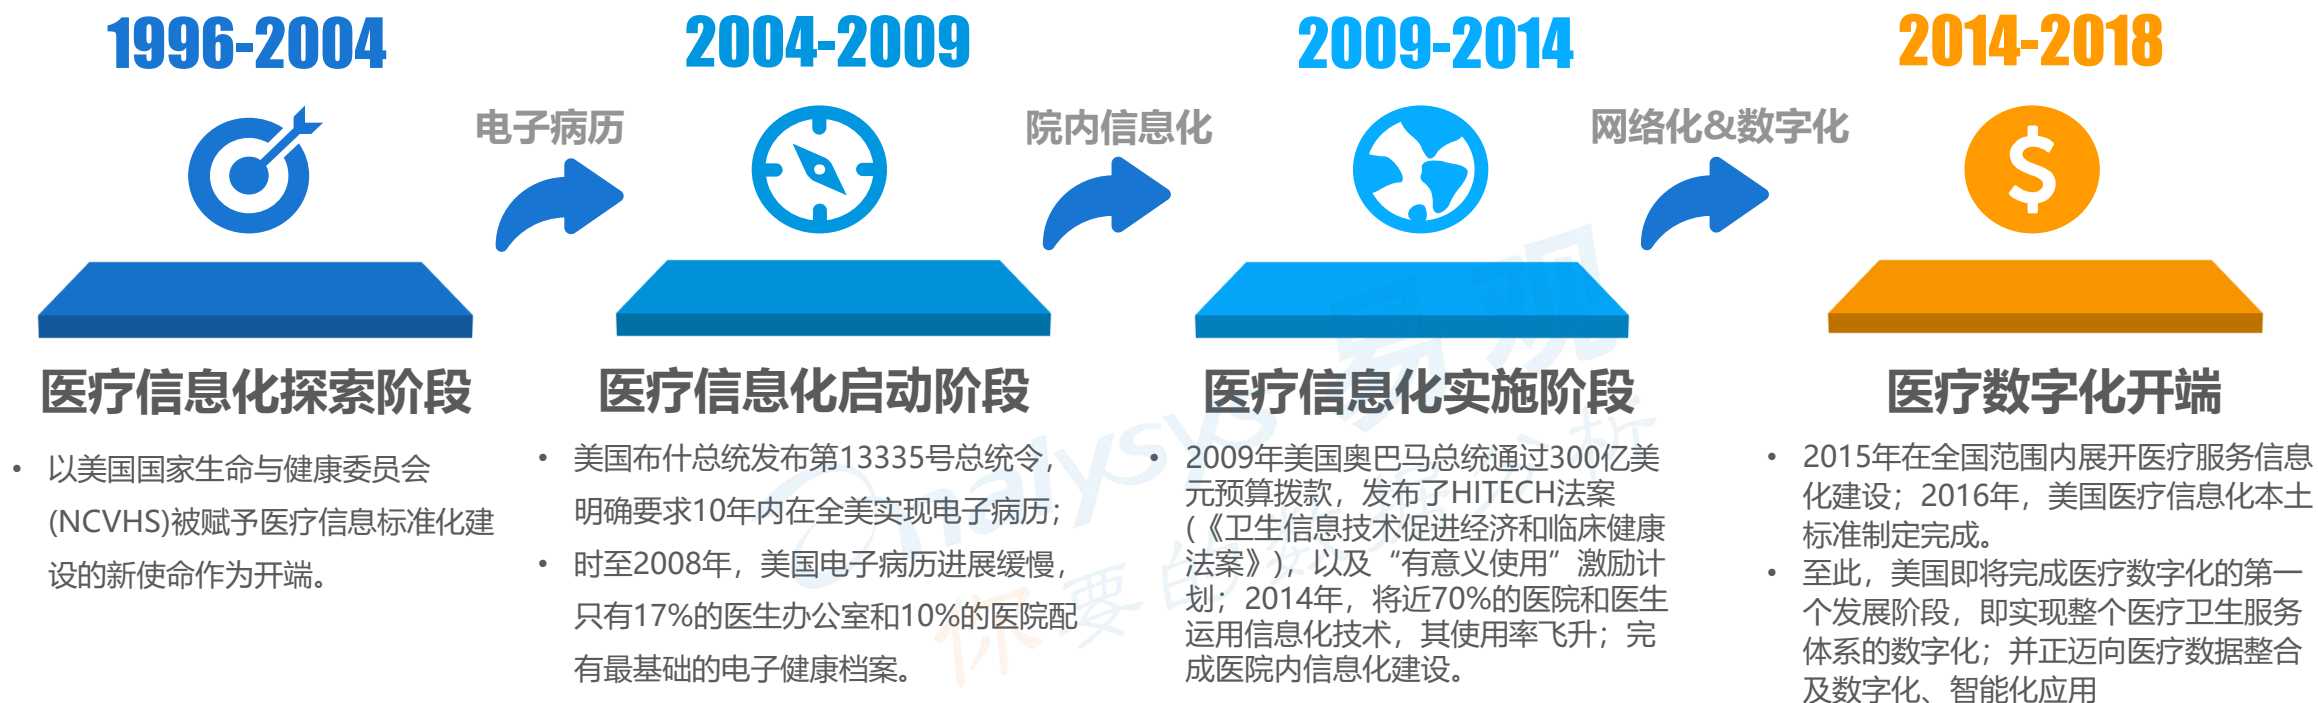 1996-2004
2004-2009
2009-2014
2014-2018
电子病历
院内信息化
网络化&数字化
医疗信息化探索阶段
• 以美国国家生命与健康委员会
(NCVHS)被赋予医疗信息标准化建
设的新使命作为开端。
医疗信息化启动阶段
• 美国布什总统发布第13335号总统令，
明确要求10年内在全美实现电子病历；
• 时至2008年，美国电子病历进展缓慢，
只有17%的医生办公室和10%的医院配
有最基础的电子健康档案。
医疗信息化实施阶段
• 2009年美国奥巴马总统通过300亿美
元预算拨款，发布了HITECH法案
(《卫生信息技术促进经济和临床健康
法案》)，以及“有意义使用”激励计
划；2014年，将近70%的医院和医生
运用信息化技术，其使用率飞升；完
成医院内信息化建设。
医疗数字化开端
• 2015年在全国范围内展开医疗服务信息
化建设；2016年，美国医疗信息化本土
标准制定完成。
• 至此，美国即将完成医疗数字化的第一
个发展阶段，即实现整个医疗卫生服务
体系的数字化；并正迈向医疗数据整合
及数字化、智能化应用
analysys 易观
你要的数据分析